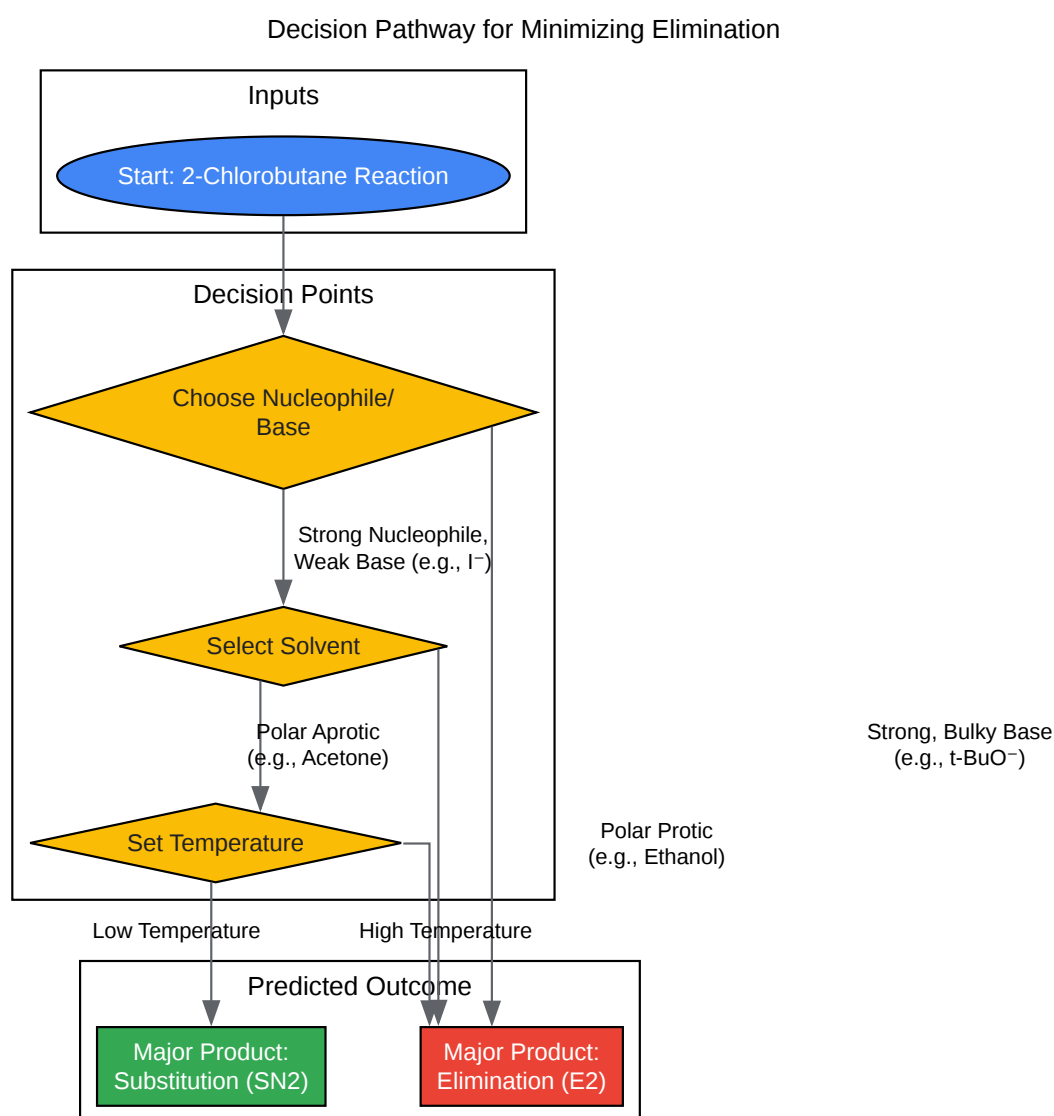 Decision Pathway for Minimizing Elimination
Inputs
Start: 2-Chlorobutane Reaction
Decision Points
Choose Nucleophile/
Base
Strong Nucleophile,
Weak Base (e.g., I⁻)
Select Solvent
Polar Aprotic
(e.g., Acetone)
Strong, Bulky Base
(e.g., t-BuO⁻)
Set Temperature
Polar Protic
(e.g., Ethanol)
Low Temperature
High Temperature
Predicted Outcome
Major Product:
Substitution (SN2)
Major Product:
Elimination (E2)